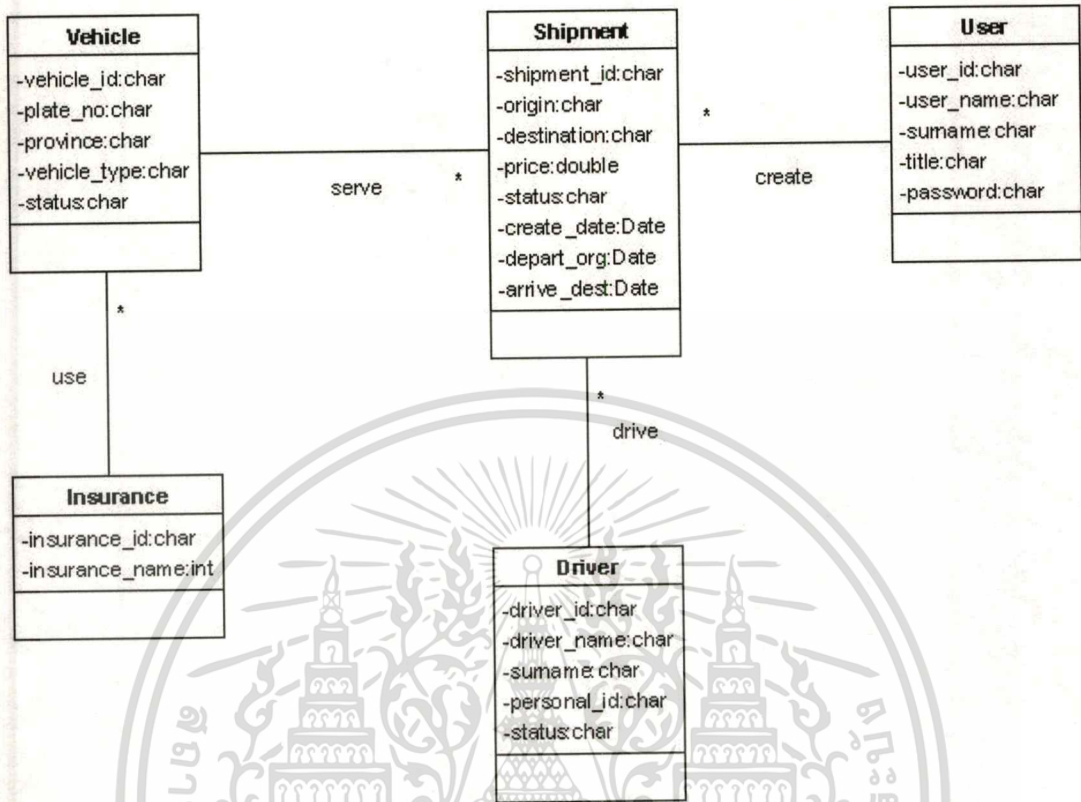 Vehicle
-vehicle_id:char
-plate_no:char
-province:char
-vehicle_type:char
-status:char
serve
*
Shipment
-shipment_id:char
-origin:char
-destination:char
-price:double
-status:char
-create_date:Date
-depart_org:Date
-arrive_dest:Date
*
create
User
-user_id:char
-user_name:char
-surname:char
-title:char
-password:char
*
use
*
drive
Insurance
-insurance_id:char
-insurance_name:int
Driver
-driver_id:char
-driver_name:char
-surname:char
-personal_id:char
-status:char